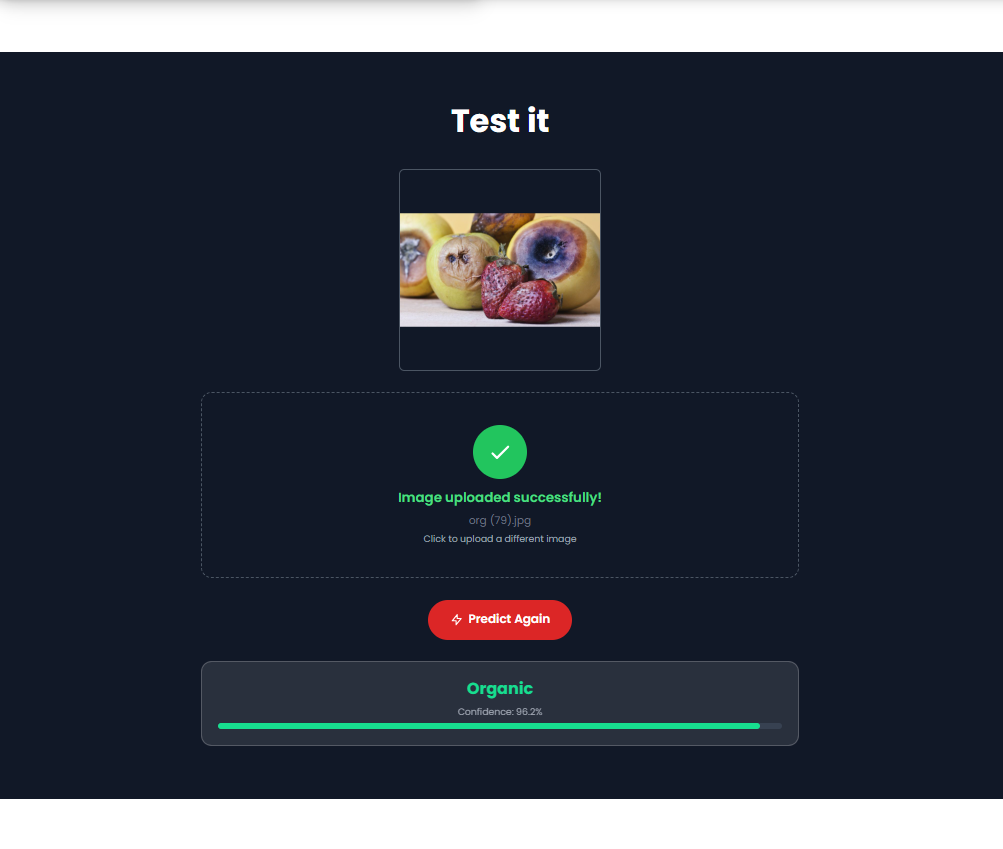 Test it
Image uploaded successfully!
org (79).jpg
Click to upload a different image
Predict Again
Organic
Confidence: 96.2%